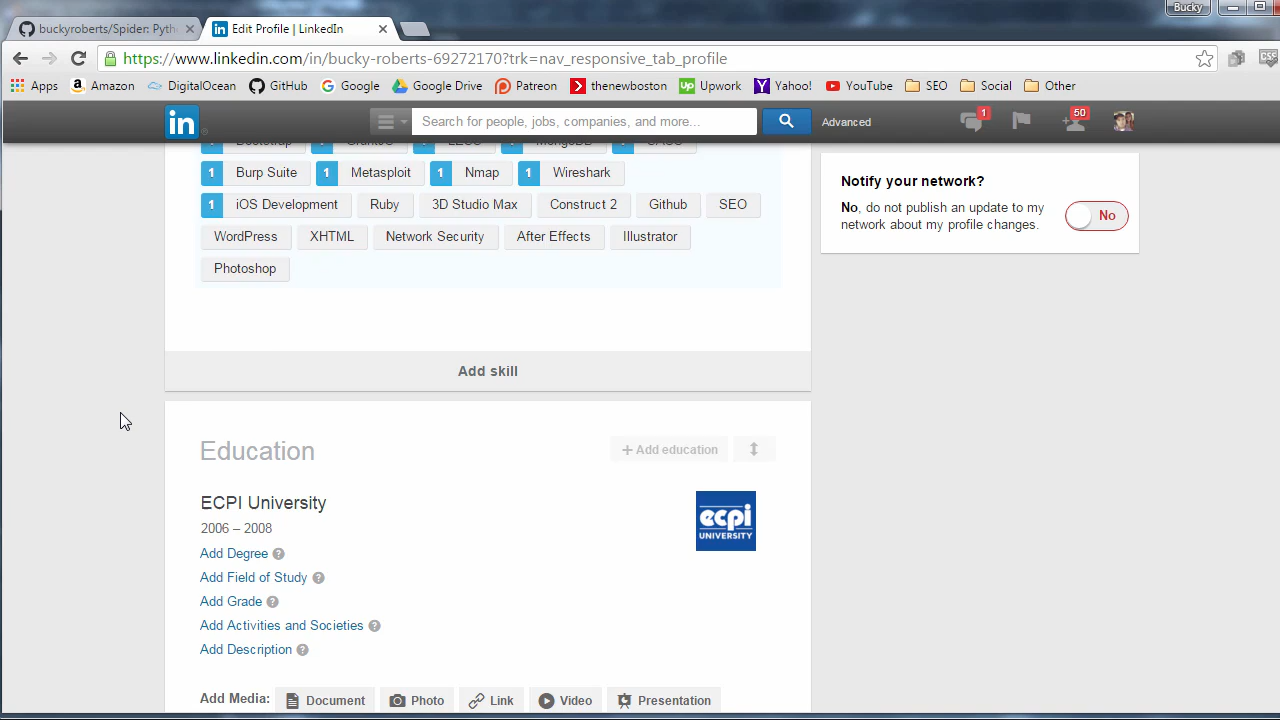 Bucky
buckyroberts/Spider: Pyth
Edit Profile | LinkedIn
https://www.linkedin.com/in/bucky-roberts-69272170?trk=nav_responsive_tab_profile
Apps Amazon DigitalOcean GitHub Google Google Drive Patreon thenewboston Up Upwork Yahoo! YouTube SEO Social Other
in Search for people, jobs, companies, and more... Advanced 1 50
1 Burp Suite 1 Metasploit 1 Nmap 1 Wireshark
1 iOS Development Ruby 3D Studio Max Construct 2 Github SEO
WordPress XHTML Network Security After Effects Illustrator
Photoshop
Add skill
Notify your network?
No, do not publish an update to my
network about my profile changes.
No
Education
+ Add education
ECPI University
2006 – 2008
ecpi
UNIVERSITY
Add Degree ?
Add Field of Study ?
Add Grade ?
Add Activities and Societies ?
Add Description ?
Add Media: Document Photo Link Video Presentation